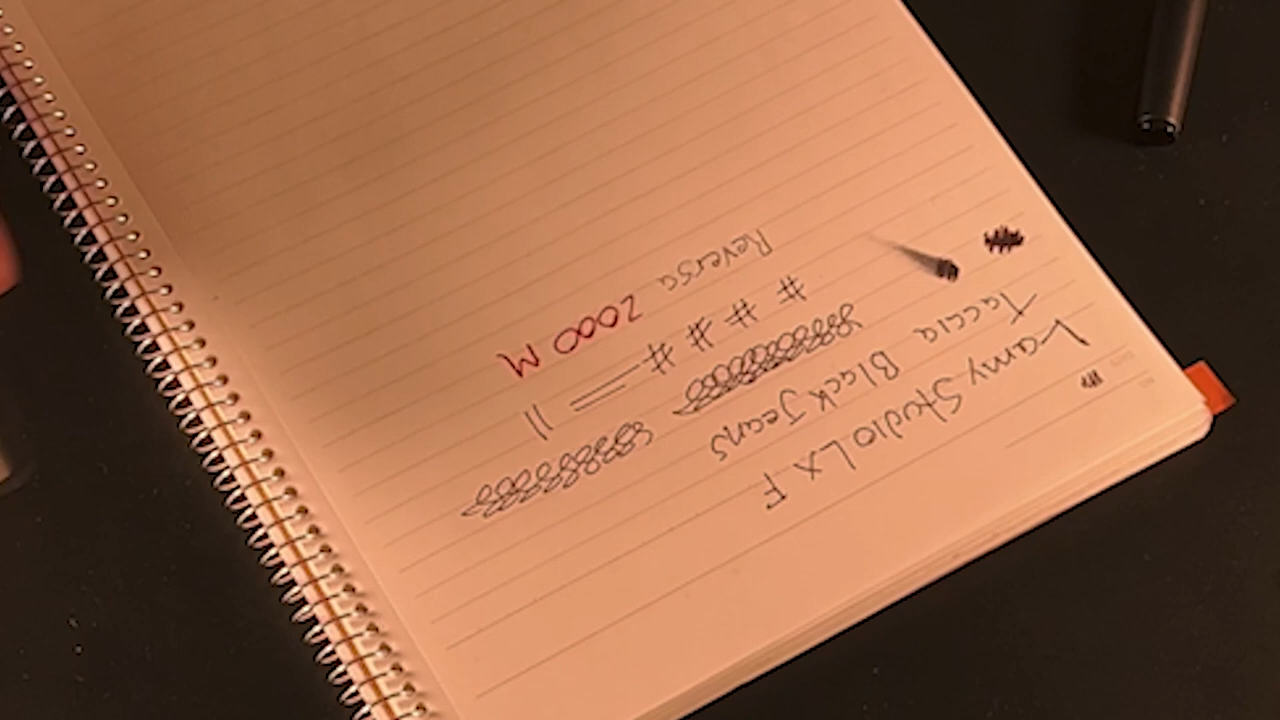 Lamy Studio Lx F
Taccia Black Jeans
# # # #
Reversa 2000 M